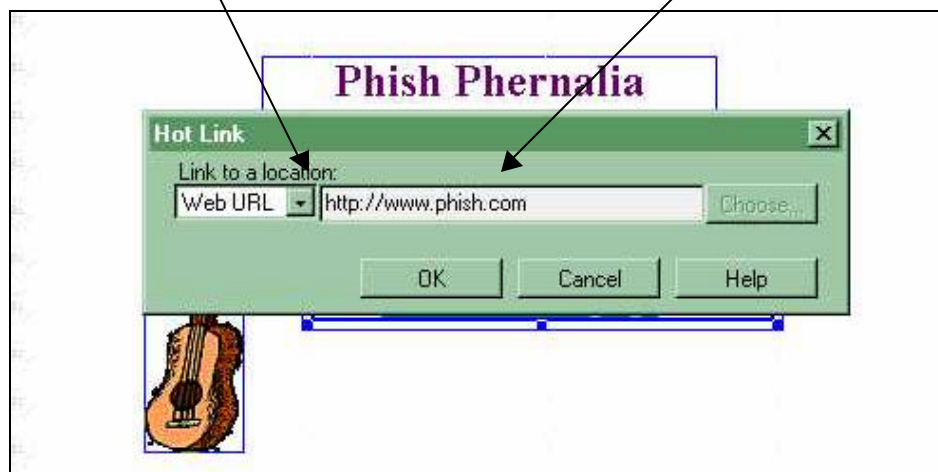 Phish Phernalia
Hot Link
Link to a location:
Web URL http://www.phish.com Choose...
OK Cancel Help